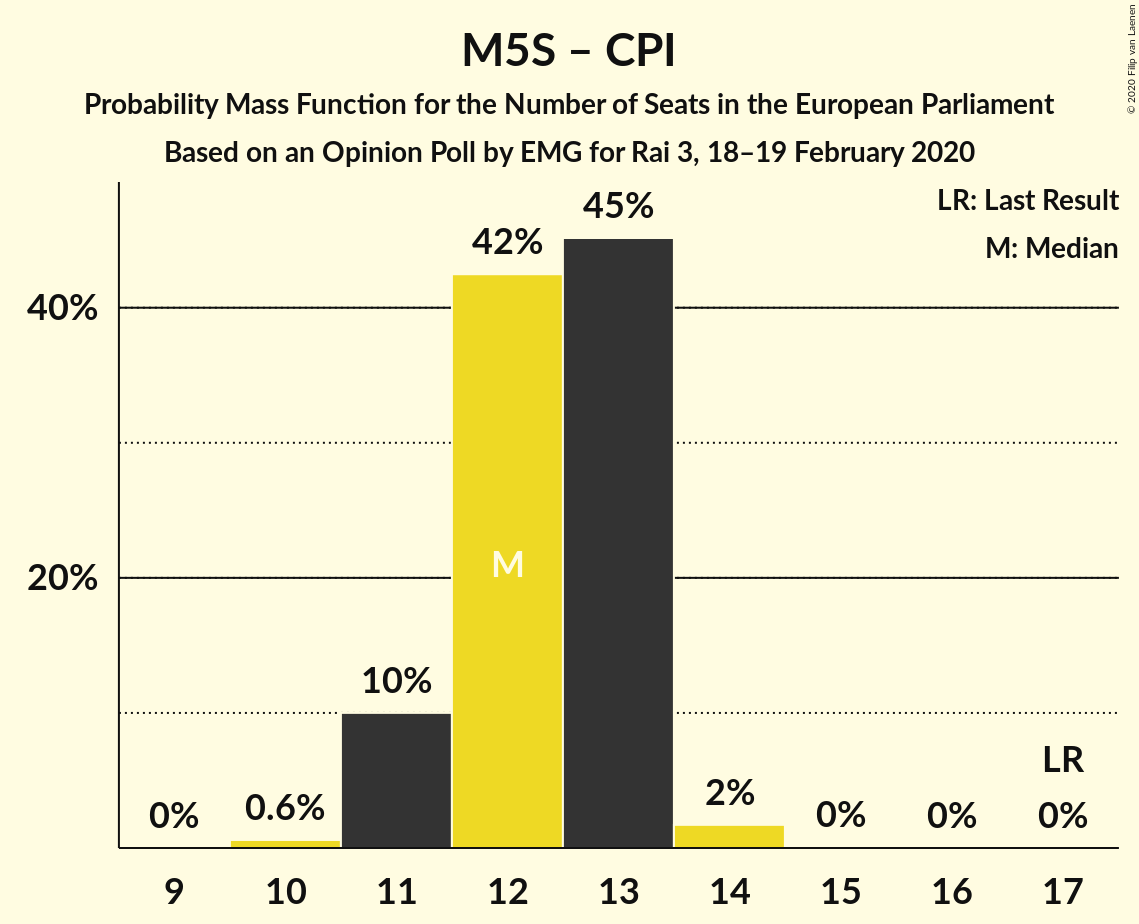 M5S – CPI
Probability Mass Function for the Number of Seats in the European Parliament
Based on an Opinion Poll by EMG for Rai 3, 18–19 February 2020
© 2020 Filip van Laenen
LR: Last Result
M: Median
45%
42%
40%
M
20%
10%
LR
0%
0.6%
2%
0%
0%
0%
9
10
11
12
13
14
15
16
17